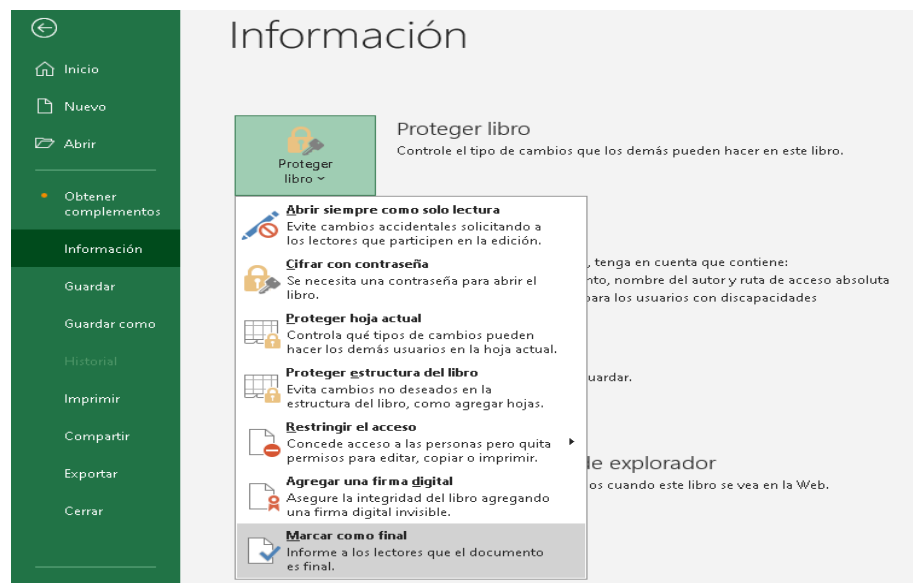 Información
Inicio
Nuevo
Abrir
Obtener
complementos
Información
Guardar
Guardar como
Historial
Imprimir
Compartir
Exportar
Cerrar
Proteger
libro
Proteger libro
Controle el tipo de cambios que los demás pueden hacer en este libro.
Abrir siempre como solo lectura
Evite cambios accidentales solicitando a
los lectores que participen en la edición.
Cifrar con contraseña
Se necesita una contraseña para abrir el
libro.
Proteger hoja actual
Controla qué tipos de cambios pueden
hacer los demás usuarios en la hoja actual.
Proteger estructura del libro
Evita cambios no deseados en la
estructura del libro, como agregar hojas.
Restringir el acceso
Concede acceso a las personas pero quita
permisos para editar, copiar o imprimir.
Agregar una firma digital
Asegure la integridad del libro agregando
una firma digital invisible.
Marcar como final
Informe a los lectores que el documento
es final.
, tenga en cuenta que contiene:
nto, nombre del autor y ruta de acceso absoluta
para los usuarios con discapacidades
uardar.
de explorador
os cuando este libro se vea en la Web.